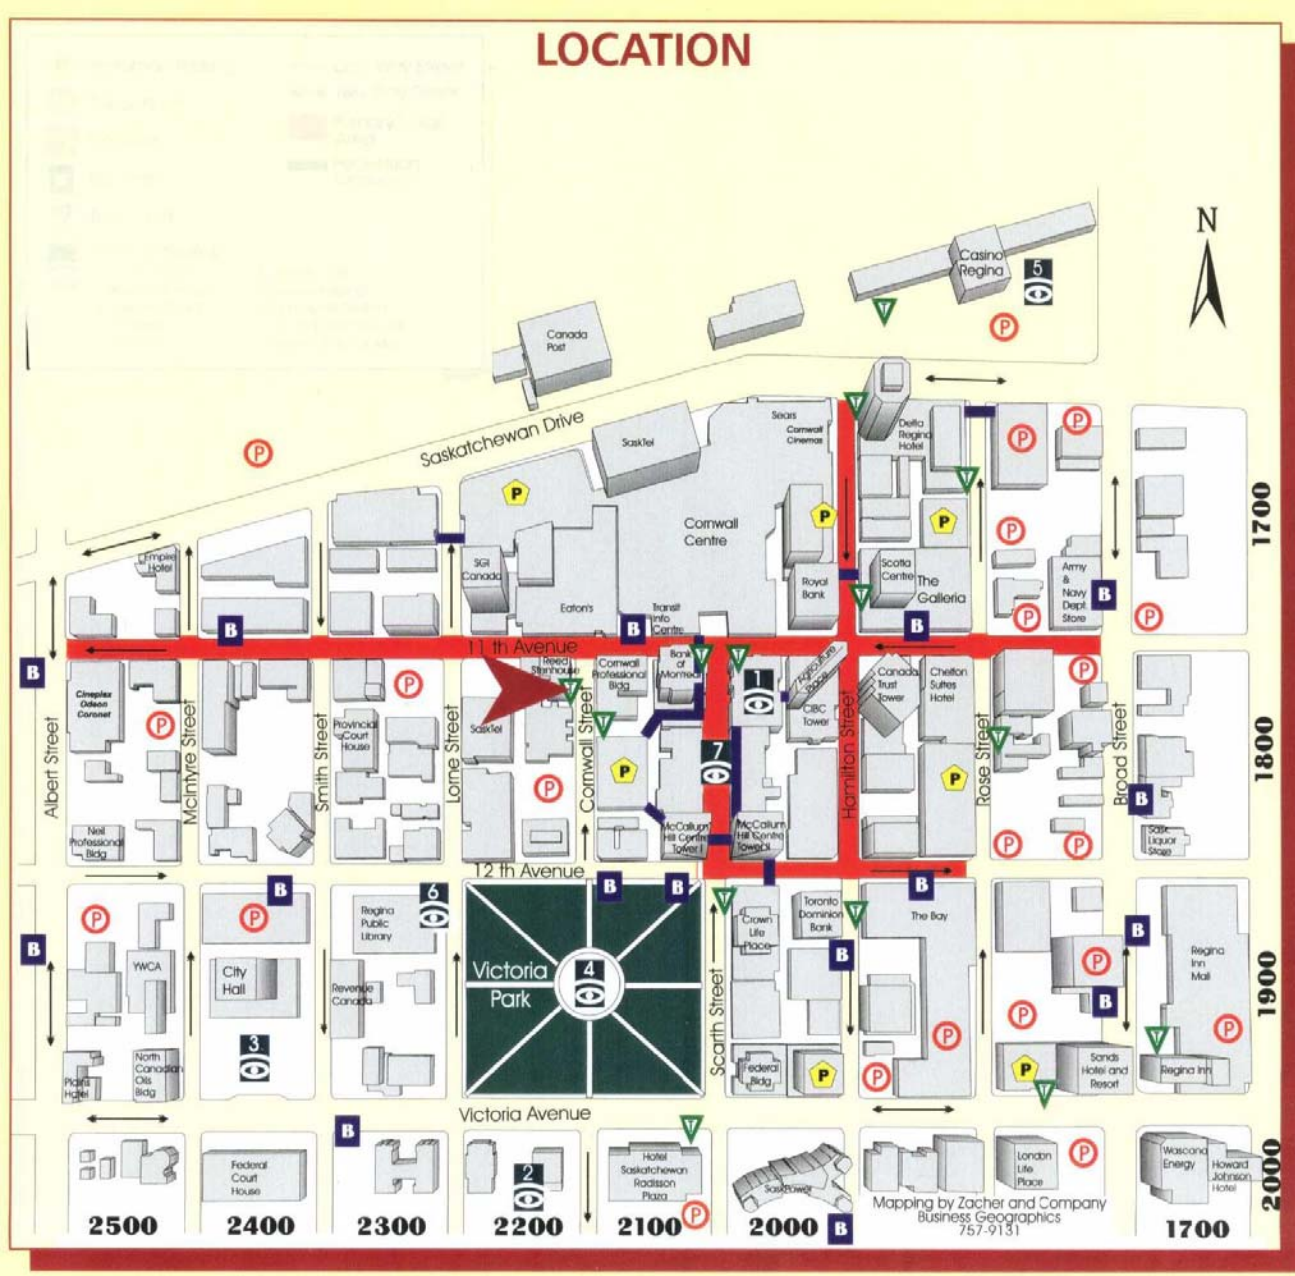 LOCATION
N
Casino
Regina
5
P
T
Canada
Post
Saskatchewan Drive
SaskTel
Sears
Cornwall
Cinemas
Delta
Regina
Hotel
Cornwall
Centre
1700
Empire
Hotel
SGI
Canada
Eaton's
Transit
Info
Centre
Royal
Bank
Scotia
Centre
The
Galleria
Army
&
Navy
Dept.
Store
B
11 th Avenue
Reed
Stenhouse
Cornwall
Professional
Bldg
Bank
of
Montreal
1
Agriculture
Place
CIBC
Tower
Canada
Trust
Tower
Chelton
Suites
Hotel
Cineplex
Odeon
Coronet
Provincial
Court
House
SaskTel
7
1800
Albert Street
McIntyre Street
Smith Street
Lorne Street
Cornwall Street
Hamilton Street
Rose Street
Broad Street
Neil
Professional
Bldg
McCallum
Hill Centre
Tower I
McCallum
Hill Centre
Tower II
Sask
Liquor
Store
12 th Avenue
6
Regina
Public
Library
Crown
Life
Place
Toronto
Dominion
Bank
The Bay
YWCA
City
Hall
Revenue
Canada
Victoria
Park
4
Scarth Street
Regina
Inn
Mall
1900
3
Plains
Hotel
North
Canadian
Oils
Bldg
Federal
Bldg
Sands
Hotel and
Resort
Regina Inn
Victoria Avenue
Federal
Court
House
2
Hotel
Saskatchewan
Radisson
Plaza
SaskPower
London
Life
Place
Wascana
Energy
Howard
Johnson
Hotel
2000
Mapping by Zacher and Company
Business Geographics
757-9131
2500
2400
2300
2200
2100
2000
1700